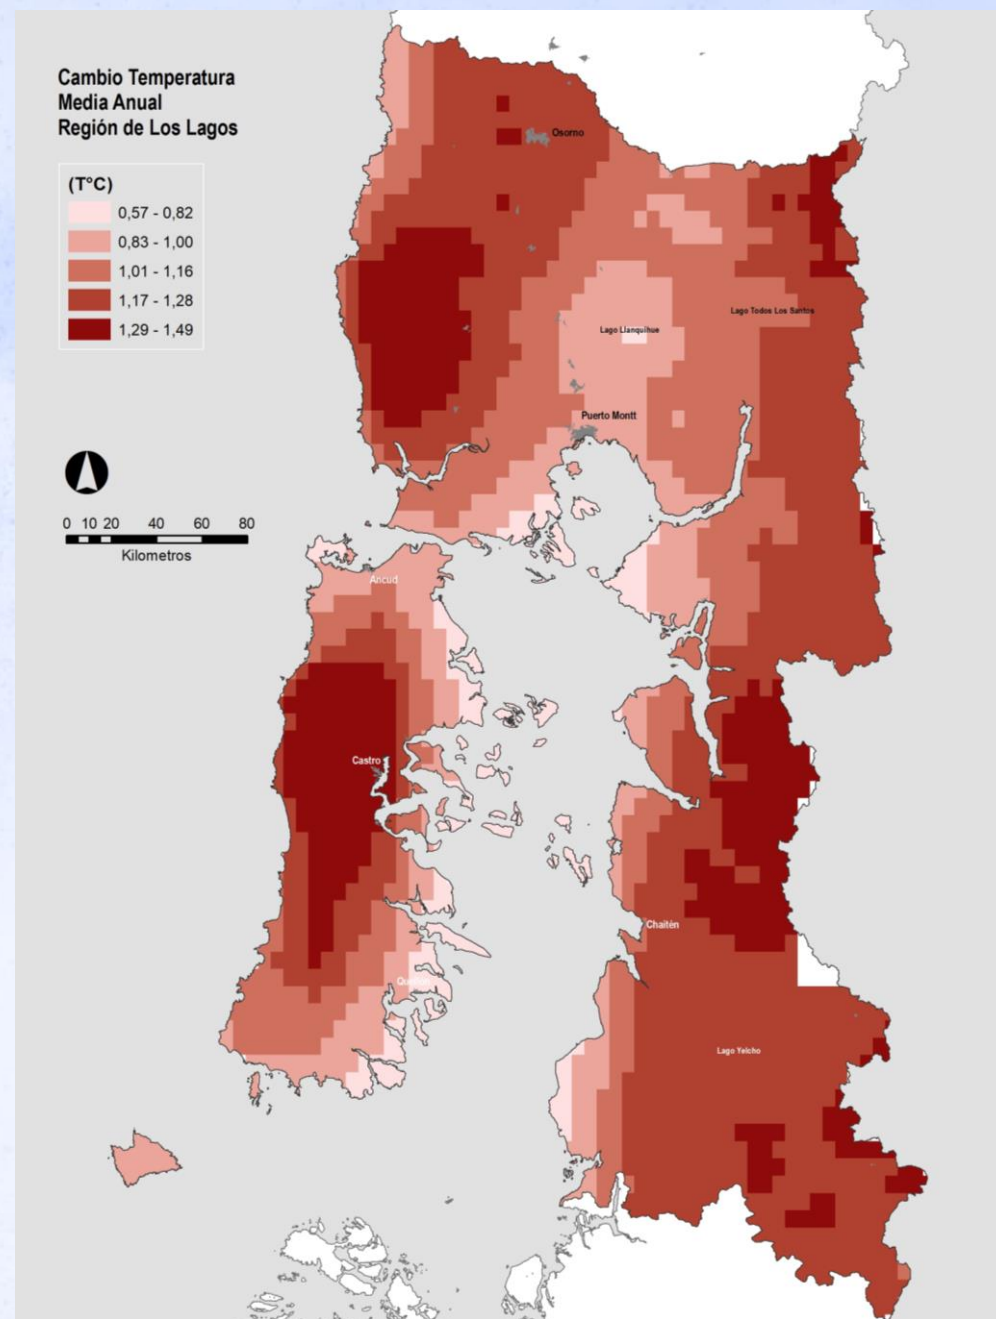 Cambio Temperatura
Media Anual
Región de Los Lagos
(T°C)
0,57 - 0,82
0,83 - 1,00
1,01 - 1,16
1,17 - 1,28
1,29 - 1,49
0 10 20 40 60 80
Kilometros
Osorno
Lago Todos Los Santos
Lago Llanquihue
Puerto Montt
Ancud
Castro
Chaitén
Lago Yelcho